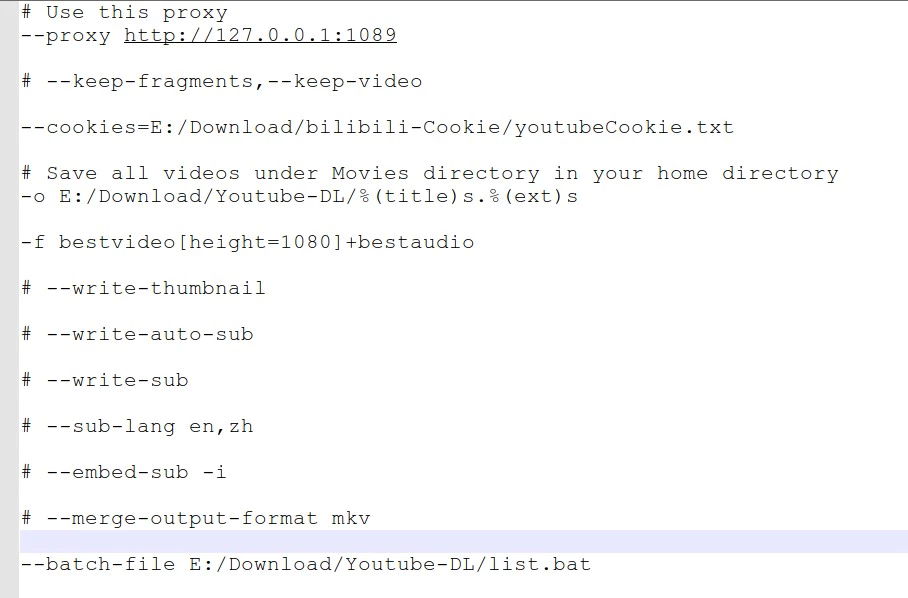 # Use this proxy
--proxy http://127.0.0.1:1089
# --keep-fragments,--keep-video
--cookies=E:/Download/bilibili-Cookie/youtubeCookie.txt
# Save all videos under Movies directory in your home directory
-o E:/Download/Youtube-DL/%(title)s.%(ext)s
-f bestvideo[height=1080]+bestaudio
# --write-thumbnail
# --write-auto-sub
# --write-sub
# --sub-lang en,zh
# --embed-sub -i
# --merge-output-format mkv
--batch-file E:/Download/Youtube-DL/list.bat